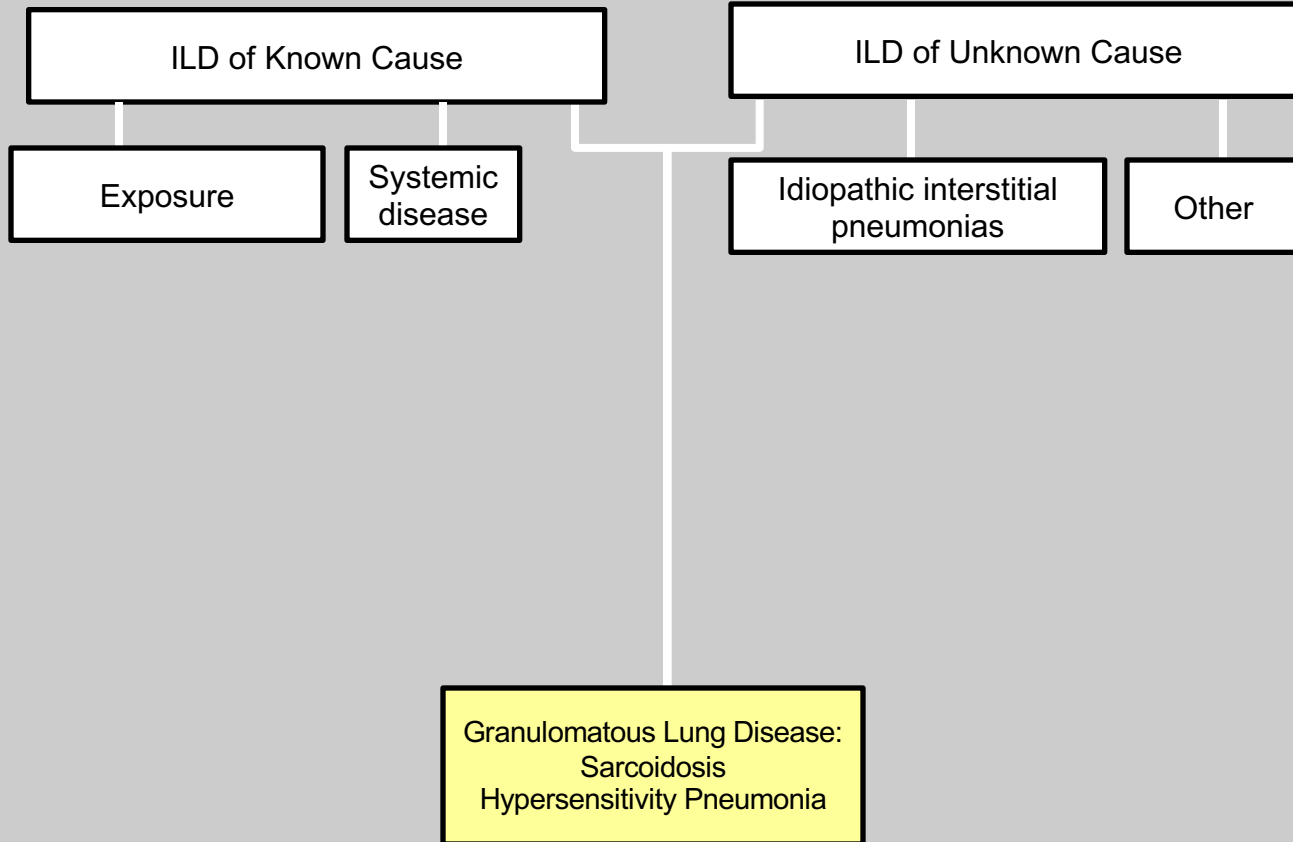 ILD of Known Cause
ILD of Unknown Cause
Exposure
Systemic
disease
Idiopathic interstitial
pneumonias
Other
Granulomatous Lung Disease:
Sarcoidosis
Hypersensitivity Pneumonia